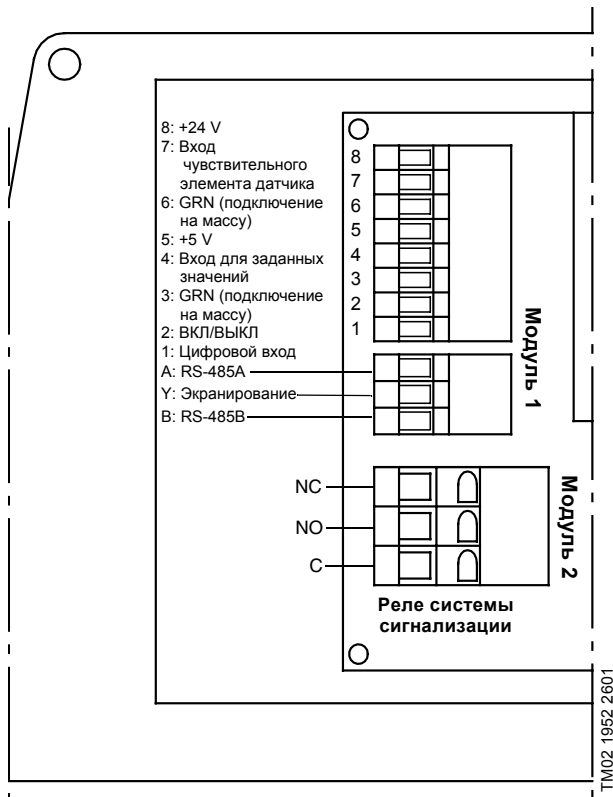 8: +24 V
7: Вход
чувствительного
элемента датчика
6: GRN (подключение
на массу)
5: +5 V
4: Вход для заданных
значений
3: GRN (подключение
на массу)
2: ВКЛ/ВЫКЛ
1: Цифровой вход
A: RS-485A
Y: Экранирование
B: RS-485B
8
7
6
5
4
3
2
1
Модуль 1
NC
NO
C
Модуль 2
Реле системы
сигнализации
TM02 1952 2601